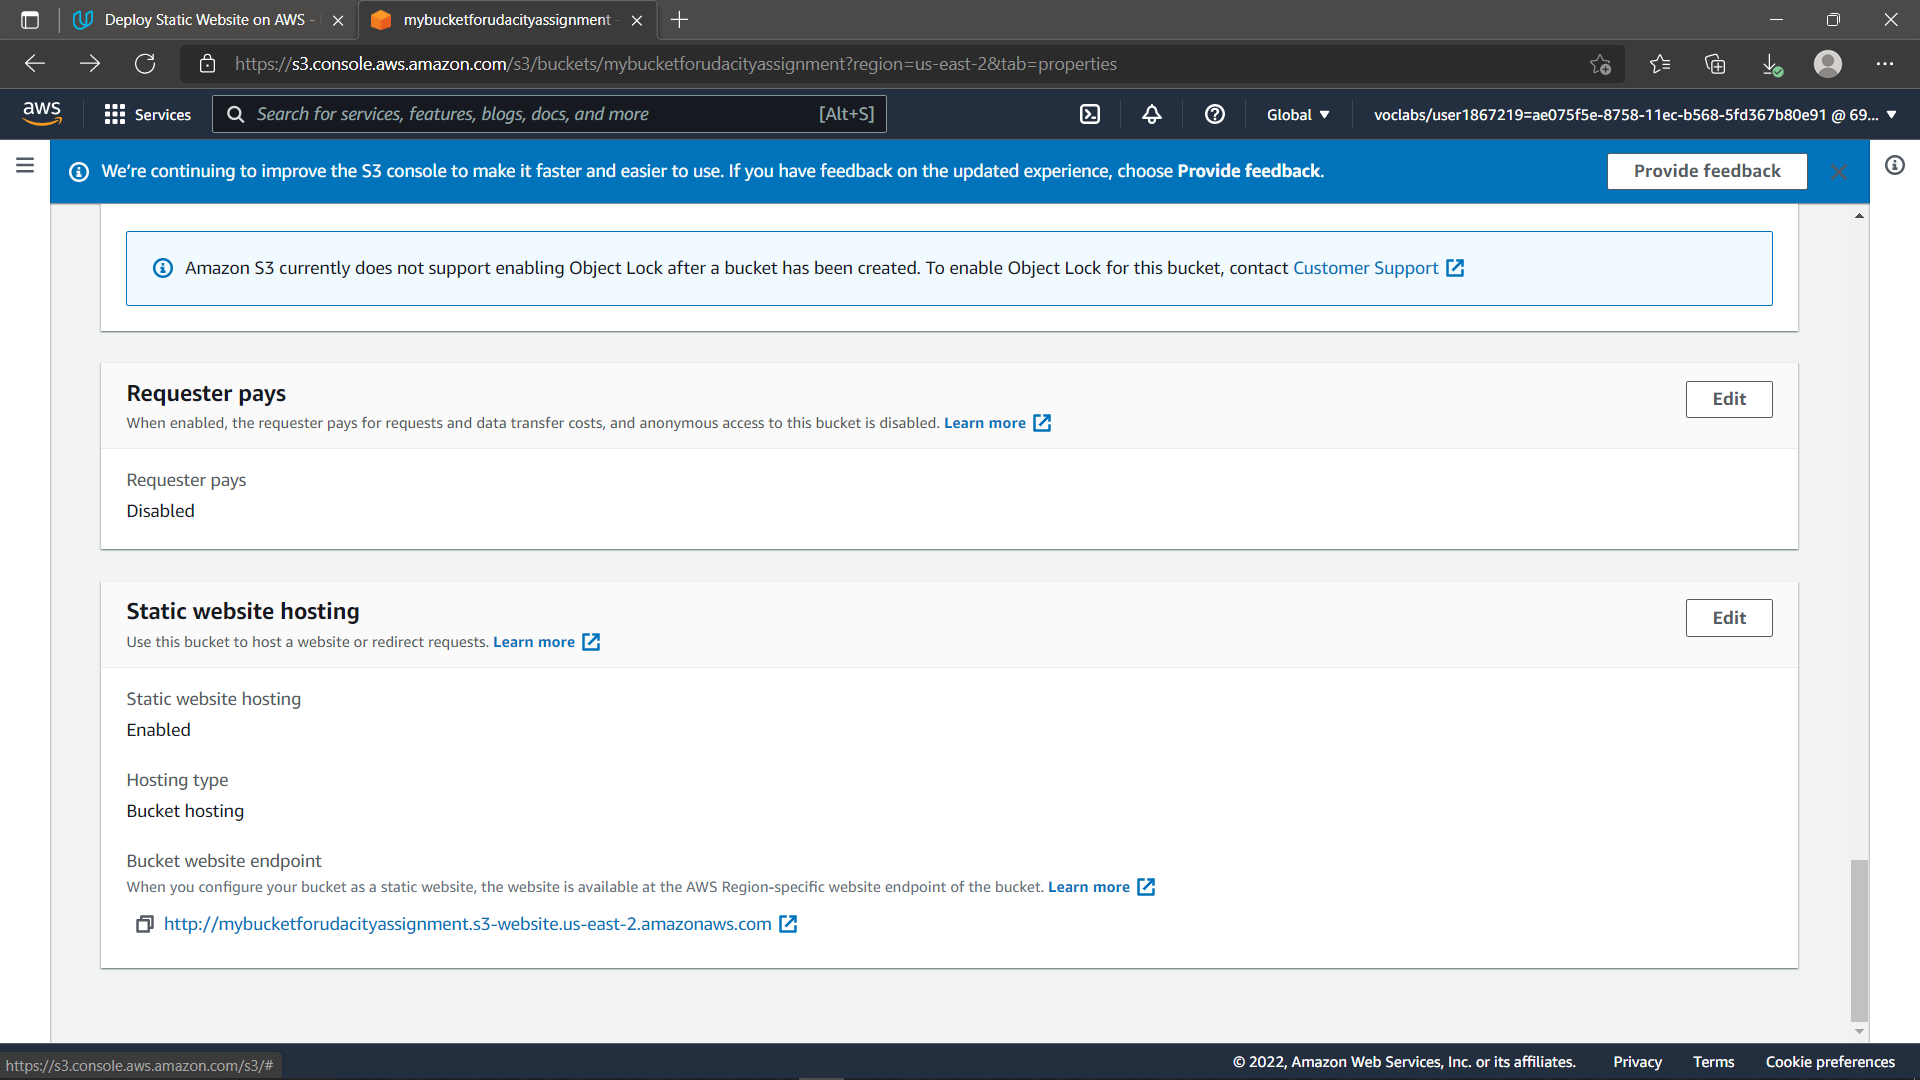 Deploy Static Website on AWS -
mybucketforudacityassignment -
https://s3.console.aws.amazon.com/s3/buckets/mybucketforudacityassignment?region=us-east-2&tab=properties
aws
Services
Search for services, features, blogs, docs, and more
[Alt+S]
Global
voclabs/user1867219=ae075f5e-8758-11ec-b568-5fd367b80e91 @ 69...
We're continuing to improve the S3 console to make it faster and easier to use. If you have feedback on the updated experience, choose Provide feedback.
Provide feedback
Amazon S3 currently does not support enabling Object Lock after a bucket has been created. To enable Object Lock for this bucket, contact Customer Support
Requester pays
Edit
When enabled, the requester pays for requests and data transfer costs, and anonymous access to this bucket is disabled. Learn more
Requester pays
Disabled
Static website hosting
Edit
Use this bucket to host a website or redirect requests. Learn more
Static website hosting
Enabled
Hosting type
Bucket hosting
Bucket website endpoint
When you configure your bucket as a static website, the website is available at the AWS Region-specific website endpoint of the bucket. Learn more
http://mybucketforudacityassignment.s3-website.us-east-2.amazonaws.com
https://s3.console.aws.amazon.com/s3/#
© 2022, Amazon Web Services, Inc. or its affiliates.
Privacy
Terms
Cookie preferences